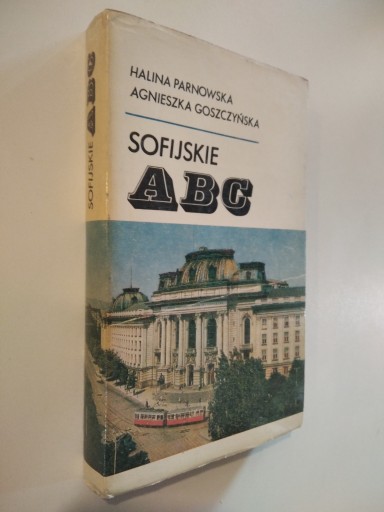 HALINA PARNOWSKA
AGNIESZKA GOSZCZYŃSKA
SOFIJSKIE
ABC
SOFIJSKIE ABC